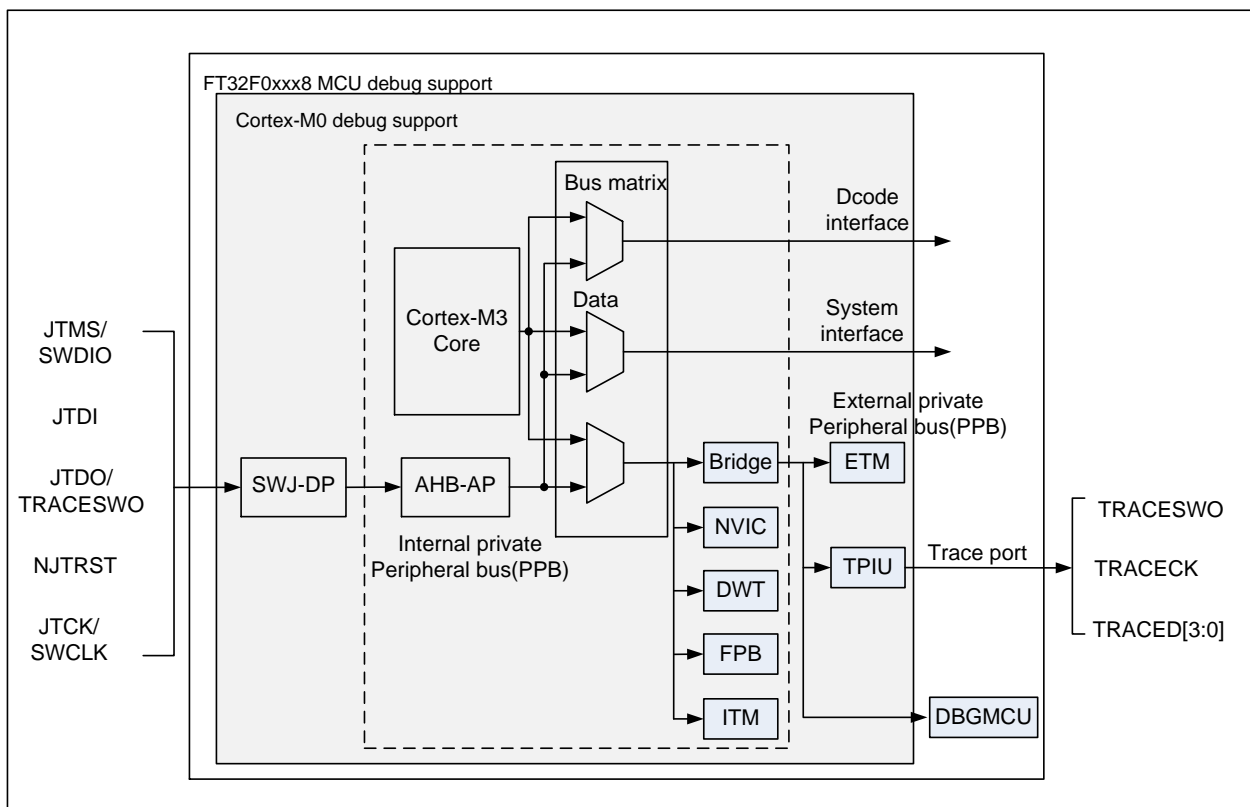 FT32F0xxx8 MCU debug support
Cortex-M0 debug support
Bus matrix
Dcode
interface
Cortex-M3
Core
Data
System
interface
JTMS/
SWDIO
JTDI
JTDO/
TRACESWO
NJTRST
JTCK/
SWCLK
SWJ-DP
AHB-AP
Internal private
Peripheral bus(PPB)
External private
Peripheral bus(PPB)
Bridge
ETM
NVIC
TPIU
Trace port
DWT
FPB
ITM
DBGMCU
TRACESWO
TRACECK
TRACED[3:0]